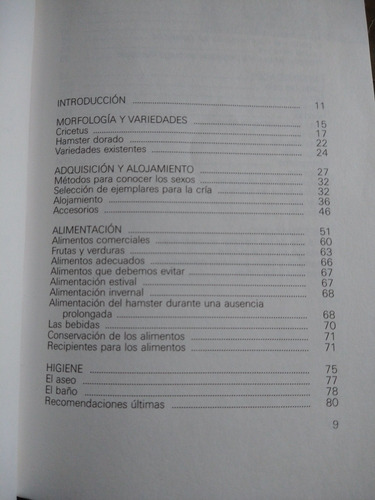 INTRODUCCIÓN ........ 11
MORFOLOGÍA Y VARIEDADES ........ 15
Cricetus ........ 17
Hamster dorado ........ 22
Variedades existentes ........ 24
ADQUISICIÓN Y ALOJAMIENTO ........ 27
Métodos para conocer los sexos ........ 32
Selección de ejemplares para la cría ........ 32
Alojamiento ........ 36
Accesorios ........ 46
ALIMENTACIÓN ........ 51
Alimentos comerciales ........ 60
Frutas y verduras ........ 63
Alimentos adecuados ........ 66
Alimentos que debemos evitar ........ 67
Alimentación estival ........ 67
Alimentación invernal ........ 68
Alimentación del hamster durante una ausencia
prolongada ........ 68
Las bebidas ........ 70
Conservación de los alimentos ........ 71
Recipientes para los alimentos ........ 71
HIGIENE ........ 75
El aseo ........ 77
El baño ........ 78
Recomendaciones últimas ........ 80
9